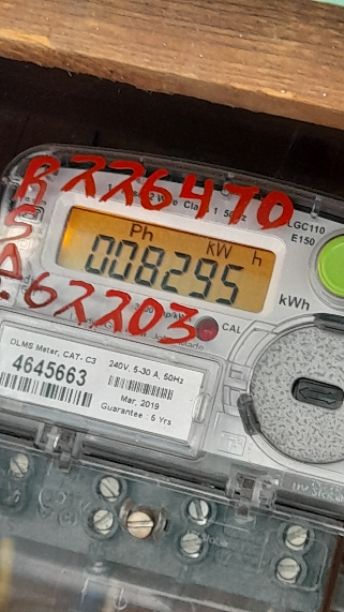 R226470
LGC110
E150
Ph kW h
008295
kWh
CAL
62203
DLMS Meter, CAT- C3
4645663
240V, 5-30 A, 50Hz
Mar, 2019
Guarantee : 5 Yrs